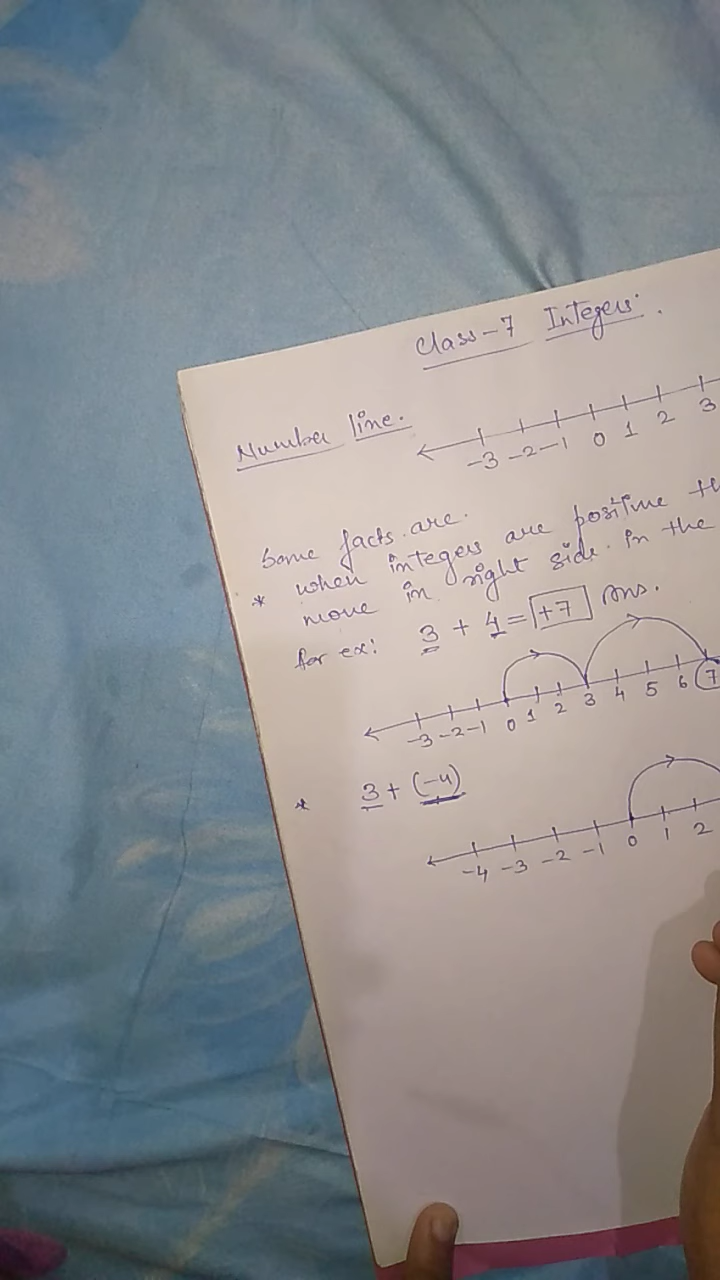 Class-7 Integers.
Number line.
-3 -2 -1 0 1 2 3
Some facts are.
* when integers are positive
move in right side. In the
for ex: 3 + 4 = +7 Ans.
-3 -2 -1 0 1 2 3 4 5 6 7
* 3 + (-4)
-4 -3 -2 -1 0 1 2